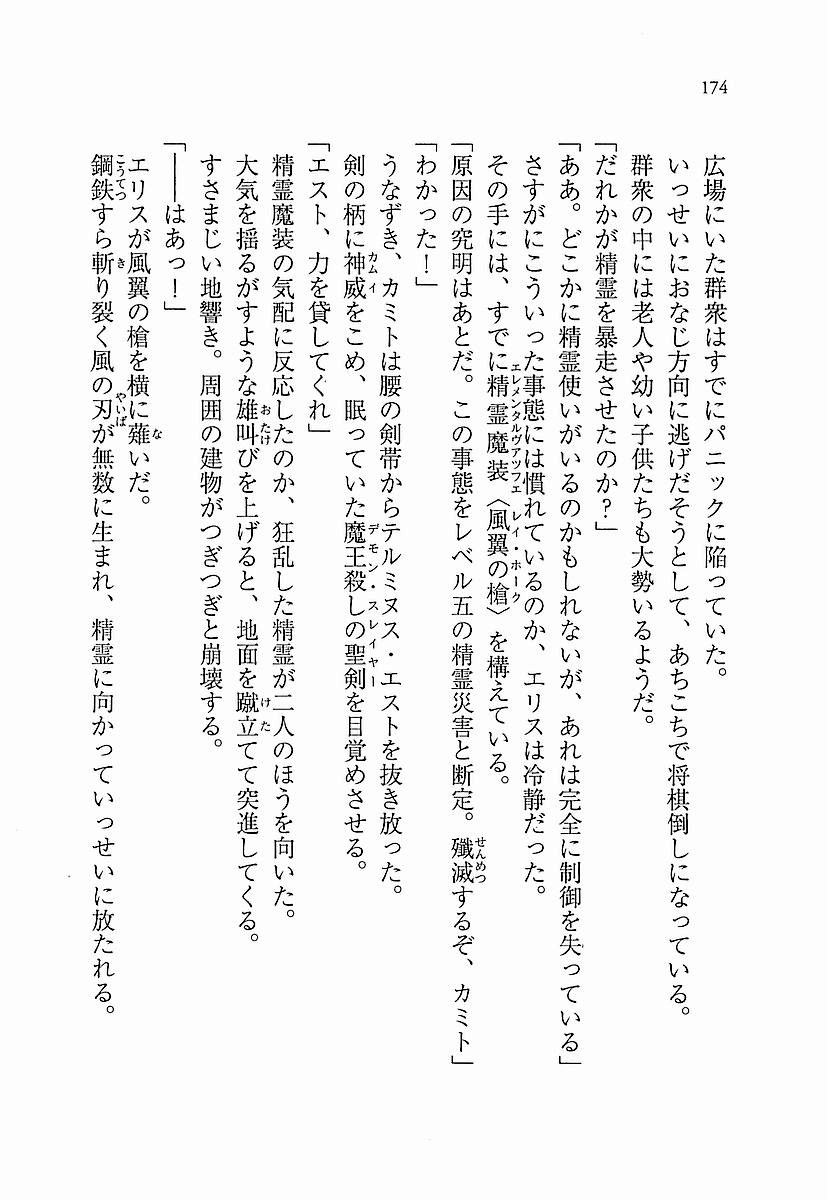 174
広場にいた群衆はすでにパニックに陥っていた。
いっせいにおなじ方向に逃げだそうとして、あちこちで将棋倒しになっている。
群衆の中には老人や幼い子供たちも大勢いるようだ。
「だれかが精霊を暴走させたのか？」
「ああ。どこかに精霊使いがいるのかもしれないが、あれは完全に制御を失っている」
さすがにこういった事態には慣れているのか、エリスは冷静だった。
その手には、すでに精霊魔装〈風翼の槍〉を構えている。
「原因の究明はあとだ。この事態をレベル五の精霊災害と断定。殲滅するぞ、カミト」
「わかった！」
うなずき、カミトは腰の剣帯からテルミヌス・エストを抜き放った。
剣の柄に神威をこめ、眠っていた魔王殺しの聖剣を目覚めさせる。
「エスト、力を貸してくれ」
精霊魔装の気配に反応したのか、狂乱した精霊が二人のほうを向いた。
大気を揺るがすような雄叫びを上げると、地面を蹴立てて突進してくる。
すさまじい地響き。周囲の建物がつぎつぎと崩壊する。
「――はあっ！」
エリスが風翼の槍を横に薙いだ。
鋼鉄すら斬り裂く風の刃が無数に生まれ、精霊に向かっていっせいに放たれる。